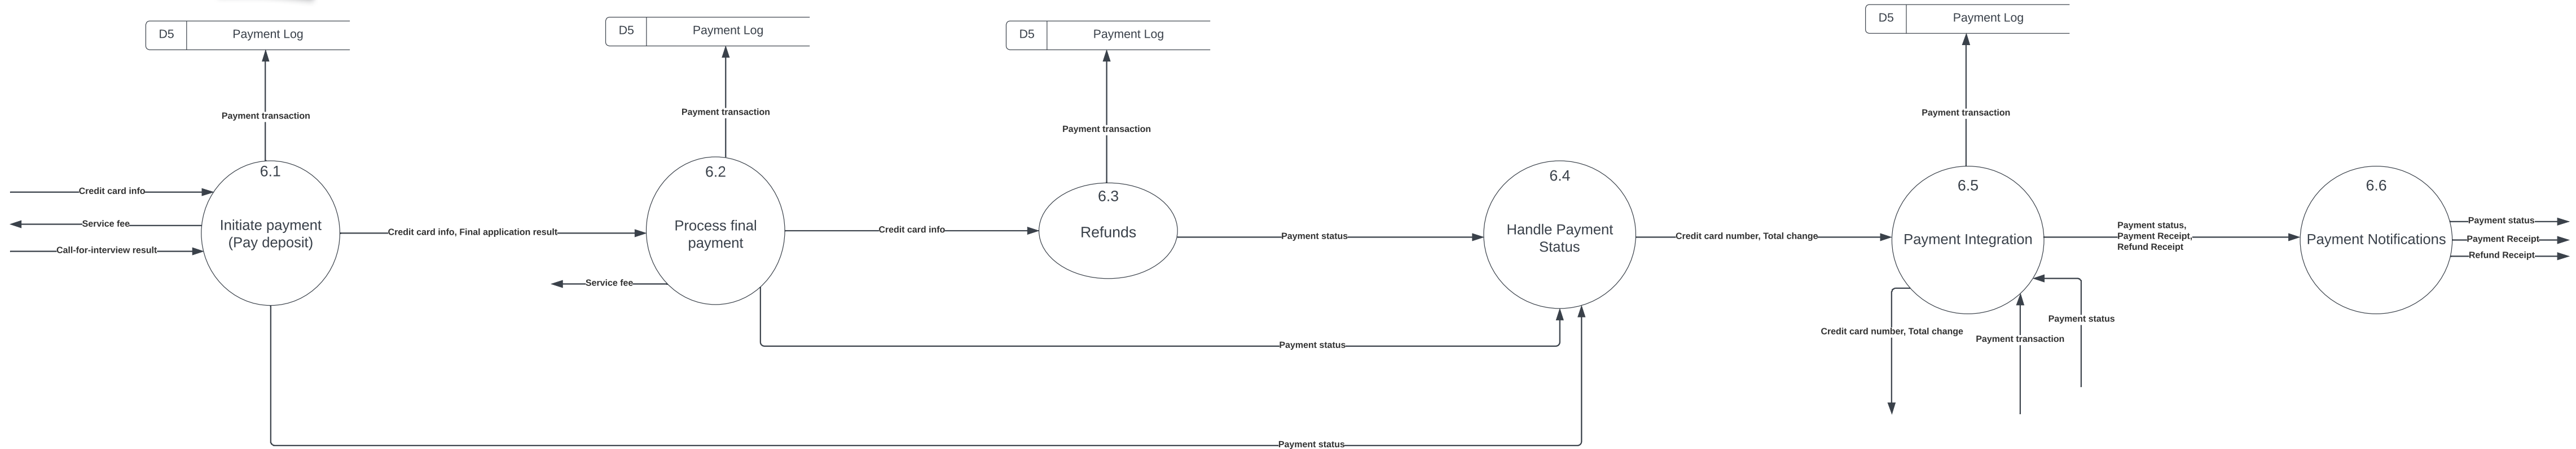 D5 Payment Log
D5 Payment Log
D5 Payment Log
D5 Payment Log
Payment transaction
Payment transaction
Payment transaction
Payment transaction
Credit card info
Service fee
Call-for-interview result
6.1
Initiate payment
(Pay deposit)
Credit card info, Final application result
6.2
Process final
payment
Service fee
Credit card info
6.3
Refunds
Payment status
Payment status
Payment status
6.4
Handle Payment
Status
Credit card number, Total change
6.5
Payment Integration
Credit card number, Total change
Payment transaction
Payment status
Payment status,
Payment Receipt,
Refund Receipt
6.6
Payment Notifications
Payment status
Payment Receipt
Refund Receipt